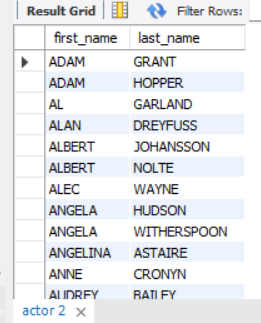 Result Grid Filter Rows:
first_name last_name
ADAM GRANT
ADAM HOPPER
AL GARLAND
ALAN DREYFUSS
ALBERT JOHANSSON
ALBERT NOLTE
ALEC WAYNE
ANGELA HUDSON
ANGELA WITHERSPOON
ANGELINA ASTAIRE
ANNE CRONYN
AUDREY BAILEY
actor 2